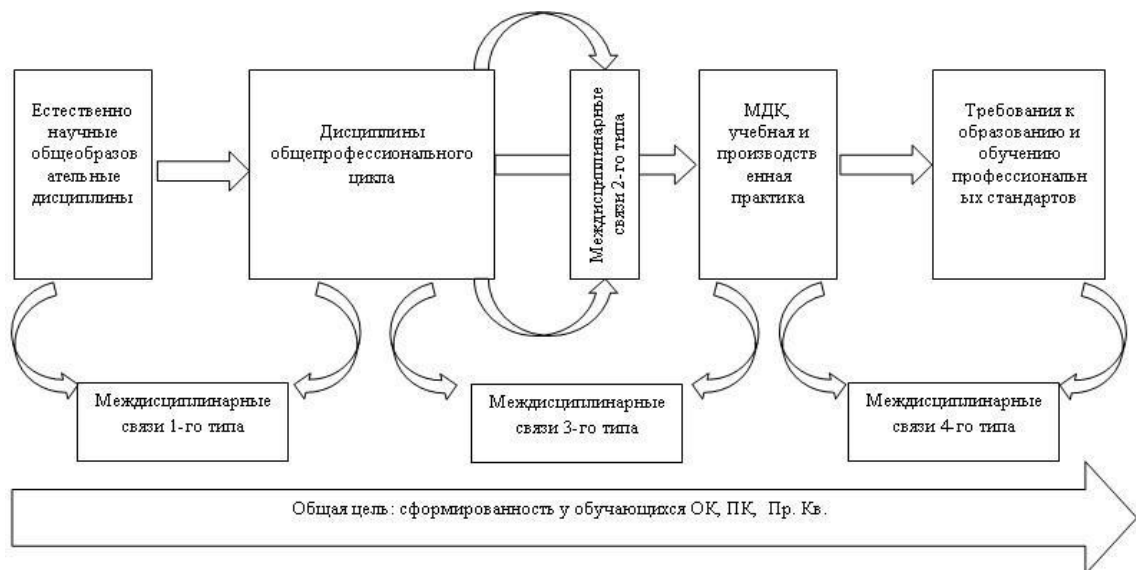 Естественно
научные
общеобразов
ательные
дисциплины
Дисциплины
общепрофессионального
цикла
Междисциплинарные
связи 2-го типа
МДК,
учебная и
производств
енная
практика
Требования к
образованию и
обучению
профессиональн
ых стандартов
Междисциплинарные
связи 1-го типа
Междисциплинарные
связи 3-го типа
Междисциплинарные
связи 4-го типа
Общая цель: сформированность у обучающихся ОК, ПК, Пр. Кв.